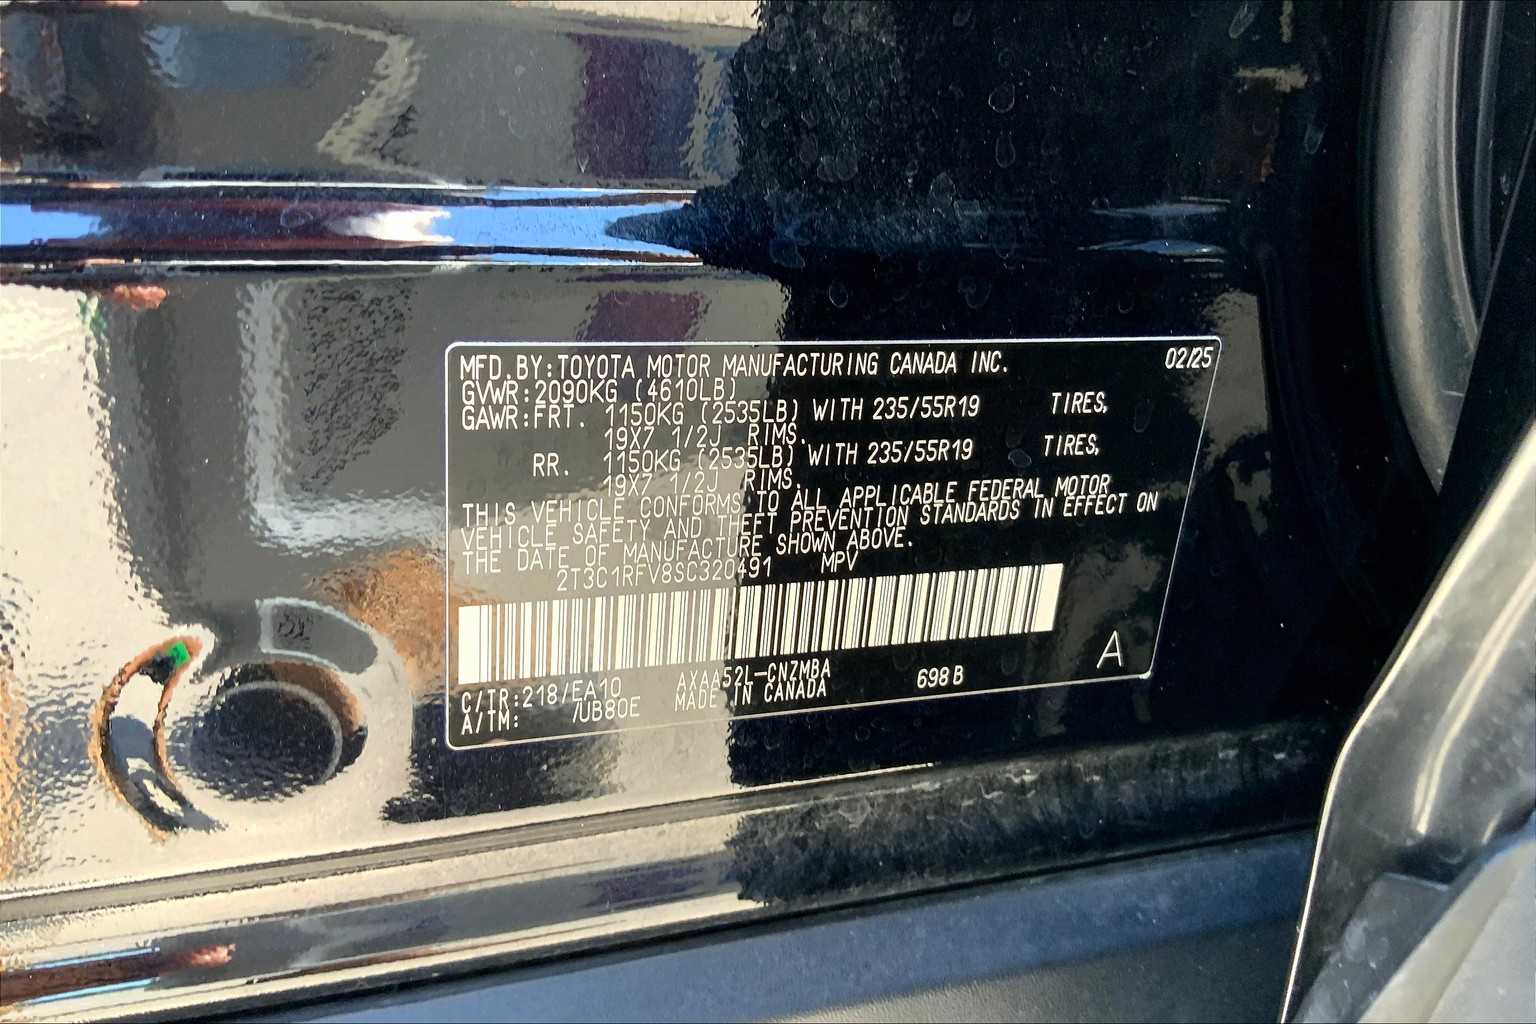 MFD.BY:TOYOTA MOTOR MANUFACTURING CANADA INC. 02/25
GVWR:2090KG (4610LB)
GAWR:FRT. 1150KG (2535LB) WITH 235/55R19 TIRES,
19X7 1/2J RIMS.
RR. 1150KG (2535LB) WITH 235/55R19 TIRES,
19X7 1/2J RIMS.
THIS VEHICLE CONFORMS TO ALL APPLICABLE FEDERAL MOTOR
VEHICLE SAFETY AND THEFT PREVENTION STANDARDS IN EFFECT ON
THE DATE OF MANUFACTURE SHOWN ABOVE.
2T3C1RFV8SC320491 MPV
C/TR:218/EA10 AXAA52L-CNZMBA 698B A
A/TM: /UB80E MADE IN CANADA